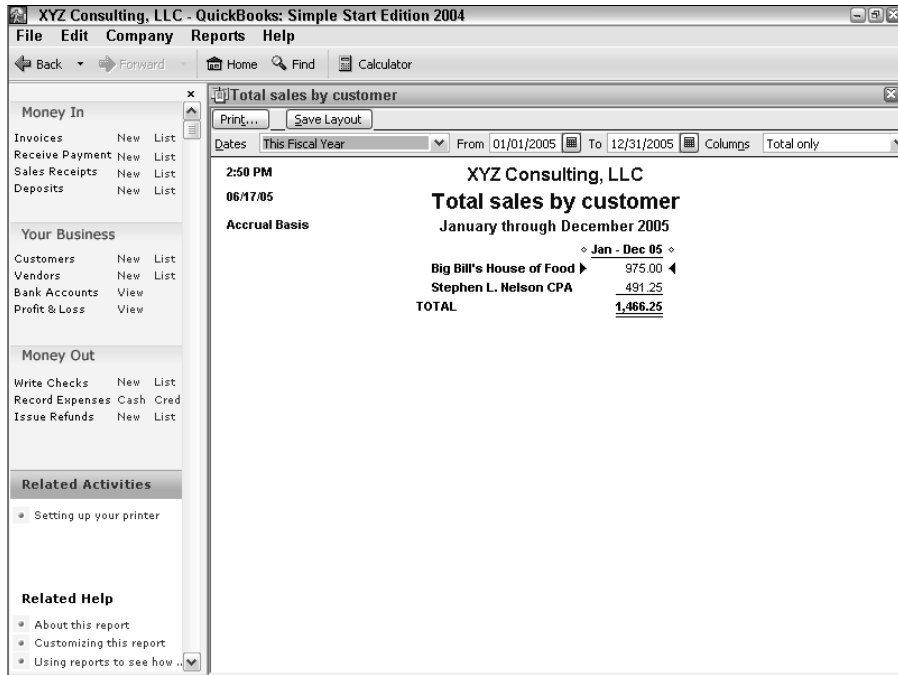 XYZ Consulting, LLC - QuickBooks: Simple Start Edition 2004
File Edit Company Reports Help
Back Forward Home Find Calculator
Money In
Invoices New List
Receive Payment New List
Sales Receipts New List
Deposits New List
Your Business
Customers New List
Vendors New List
Bank Accounts View
Profit & Loss View
Money Out
Write Checks New List
Record Expenses Cash Cred
Issue Refunds New List
Related Activities
Setting up your printer
Related Help
About this report
Customizing this report
Using reports to see how ..
Total sales by customer
Print... Save Layout
Dates This Fiscal Year From 01/01/2005 To 12/31/2005 Columns Total only
2:50 PM
06/17/05
Accrual Basis
XYZ Consulting, LLC
Total sales by customer
January through December 2005
Jan - Dec 05
Big Bill's House of Food 975.00
Stephen L. Nelson CPA 491.25
TOTAL 1,466.25